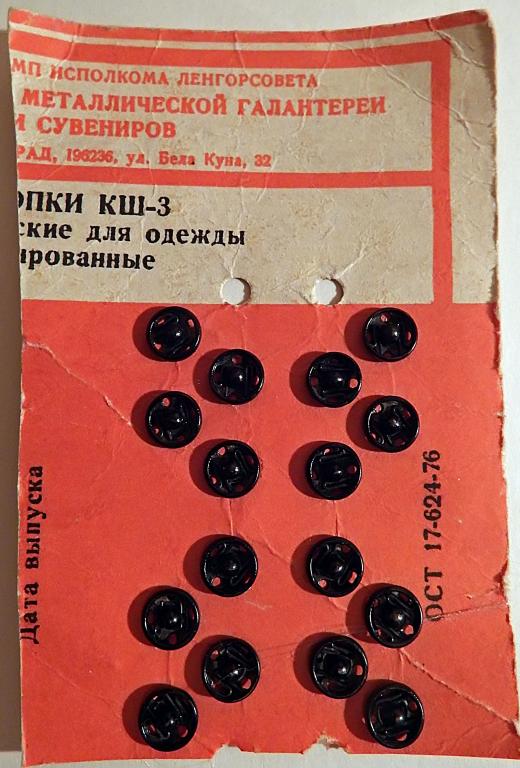 МП ИСПОЛКОМА ЛЕНГОРСОВЕТА
МЕТАЛЛИЧЕСКОЙ ГАЛАНТЕРЕИ
И СУВЕНИРОВ
РАД, 196236, ул. Бела Куна, 32
ОПКИ КШ-3
ские для одежды
ированные
Дата выпуска
ОСТ 17-624-76